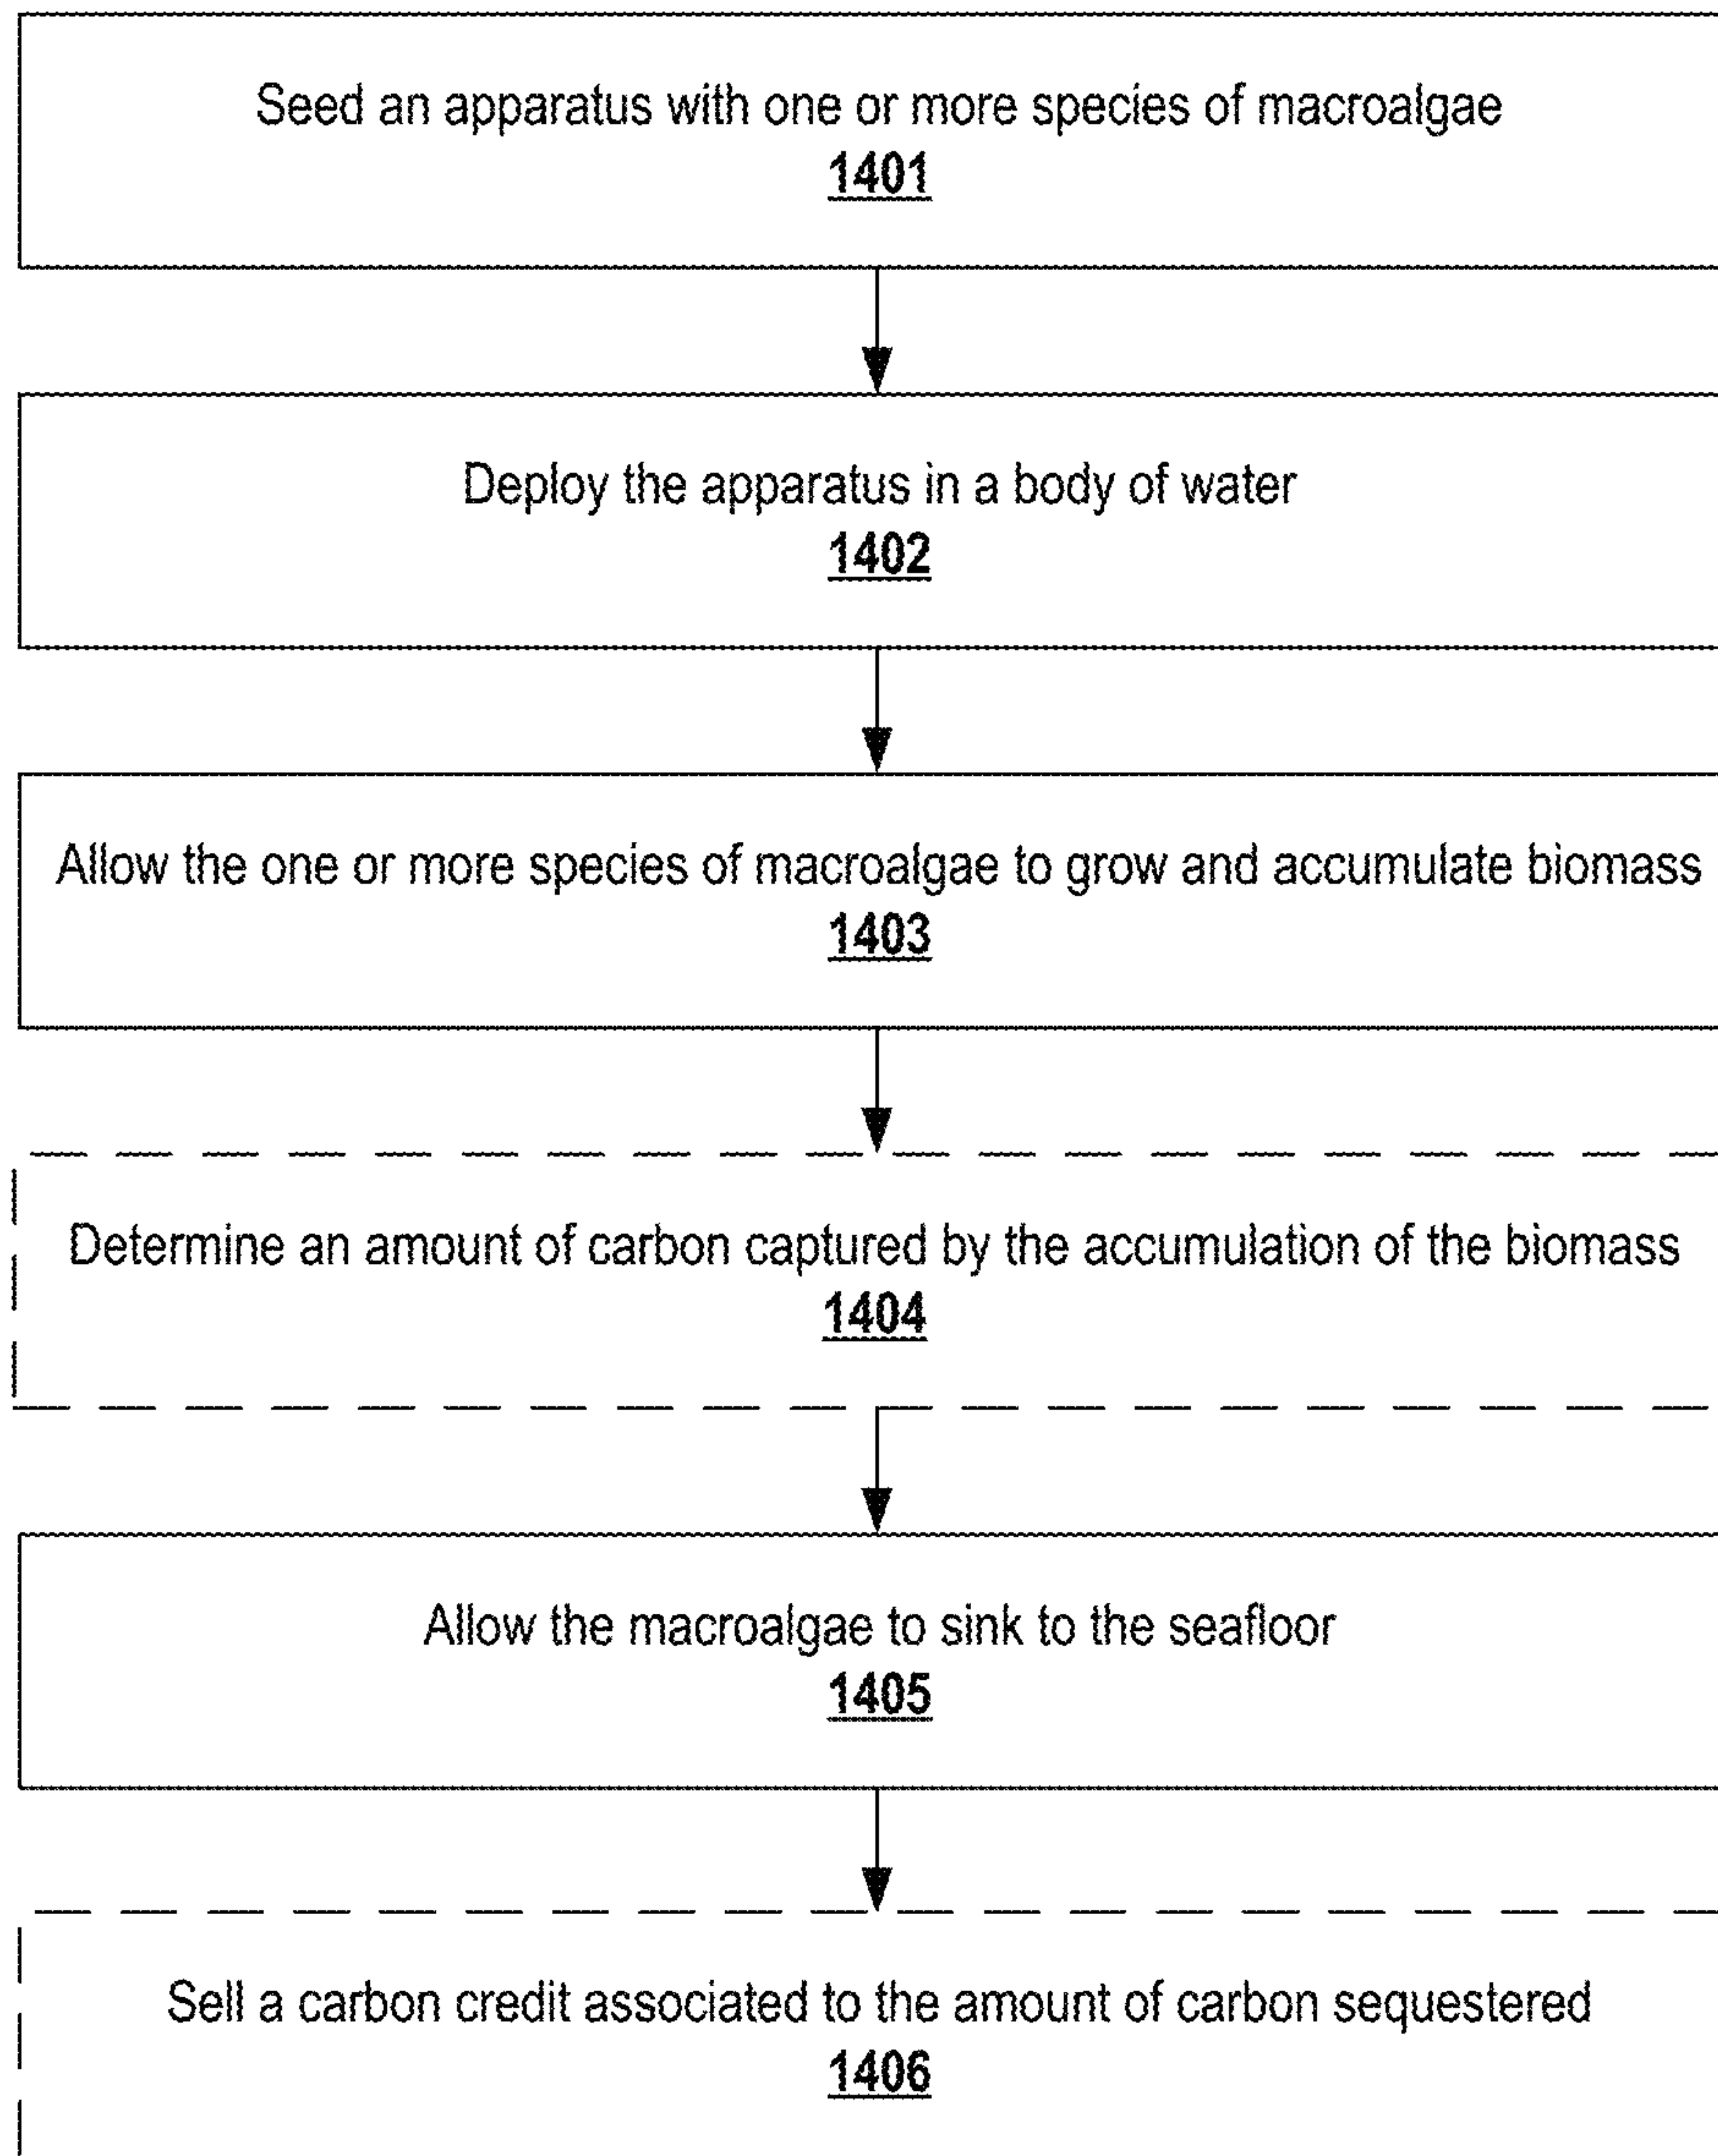 Seed an apparatus with one or more species of macroalgae
1401
Deploy the apparatus in a body of water
1402
Allow the one or more species of macroalgae to grow and accumulate biomass
1403
Determine an amount of carbon captured by the accumulation of the biomass
1404
Allow the macroalgae to sink to the seafloor
1405
Sell a carbon credit associated to the amount of carbon sequestered
1406